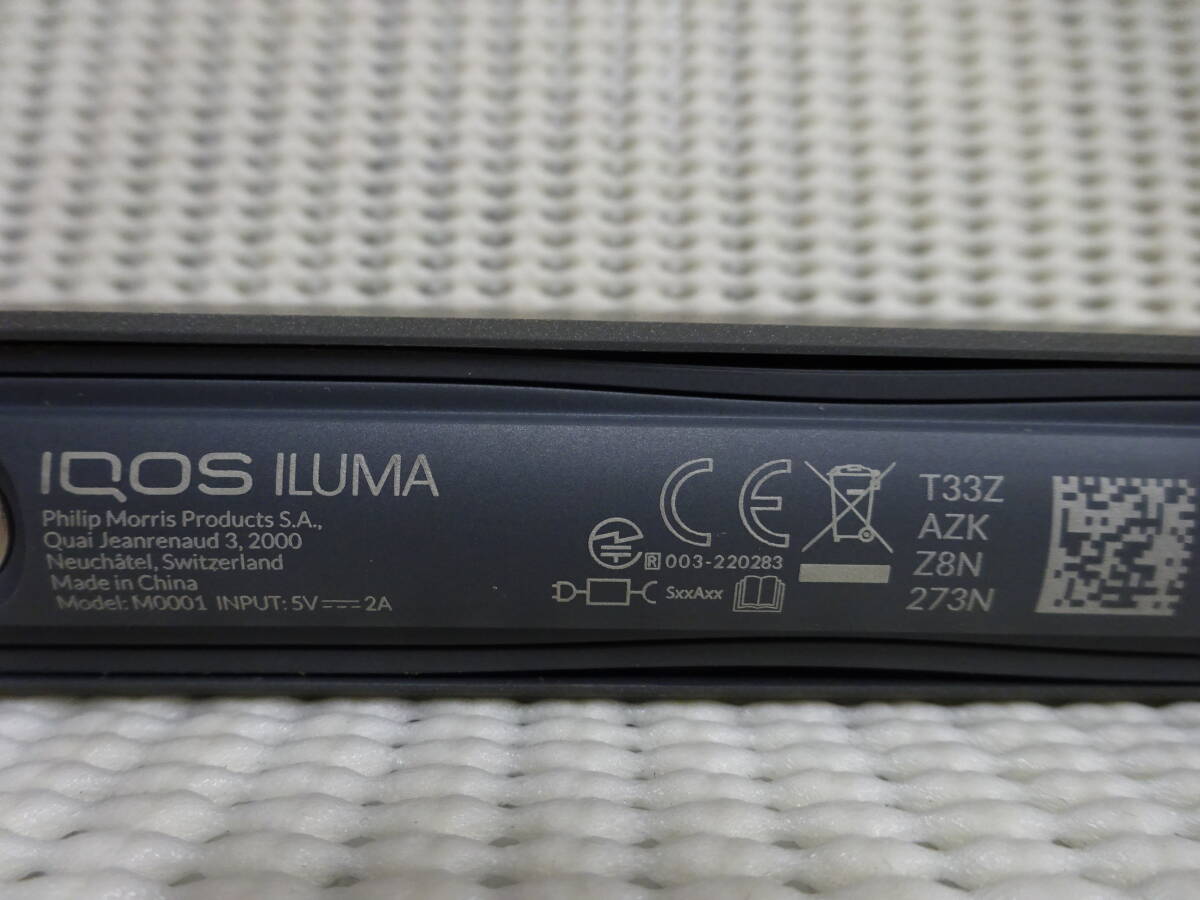 IQOS ILUMA
Philip Morris Products S.A.,
Quai Jeanrenaud 3, 2000
Neuchâtel, Switzerland
Made in China
Model: M0001 INPUT: 5V⎓2A
CE
R 003-220283
SxxAxx
T33Z
AZK
Z8N
273N